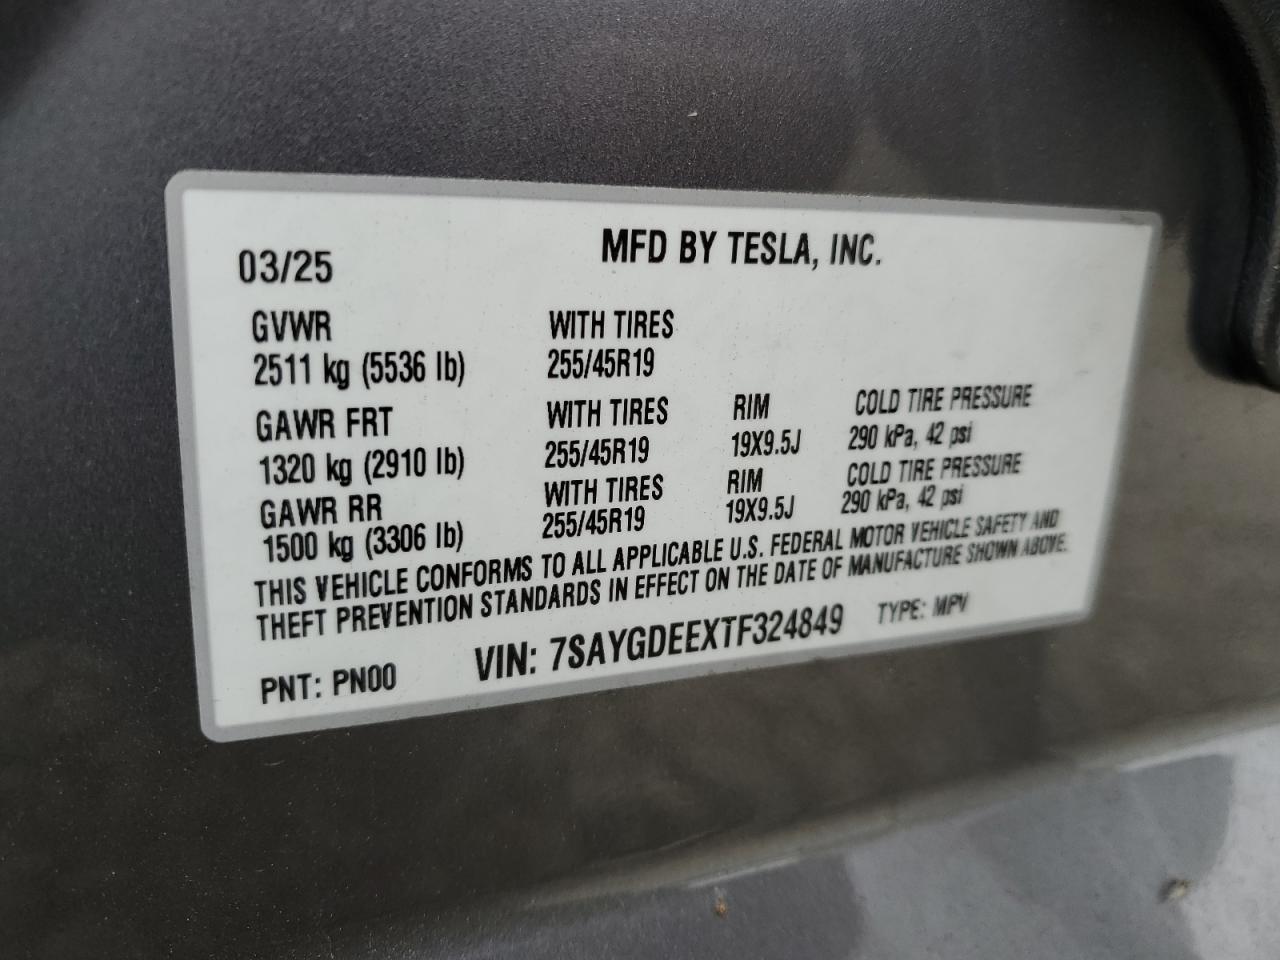 03/25 MFD BY TESLA, INC.
GVWR WITH TIRES
2511 kg (5536 lb) 255/45R19
GAWR FRT WITH TIRES RIM COLD TIRE PRESSURE
1320 kg (2910 lb) 255/45R19 19X9.5J 290 kPa, 42 psi
GAWR RR WITH TIRES RIM COLD TIRE PRESSURE
1500 kg (3306 lb) 255/45R19 19X9.5J 290 kPa, 42 psi
THIS VEHICLE CONFORMS TO ALL APPLICABLE U.S. FEDERAL MOTOR VEHICLE SAFETY AND
THEFT PREVENTION STANDARDS IN EFFECT ON THE DATE OF MANUFACTURE SHOWN ABOVE.
PNT: PN00 VIN: 7SAYGDEEXTF324849 TYPE: MPV